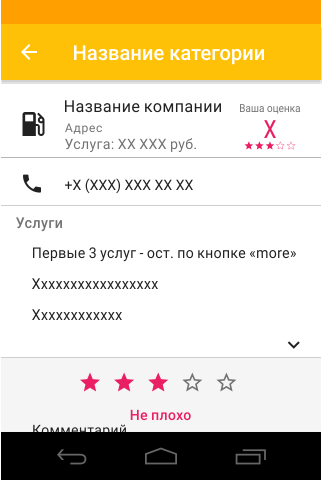 Название категории
Название компании
Ваша оценка
Адрес
X
Услуга: XX XXX руб.
+X (XXX) XXX XX XX
Услуги
Первые 3 услуг - ост. по кнопке «more»
Xxxxxxxxxxxxxxxxx
Xxxxxxxxxxxx
Не плохо
Комментарий